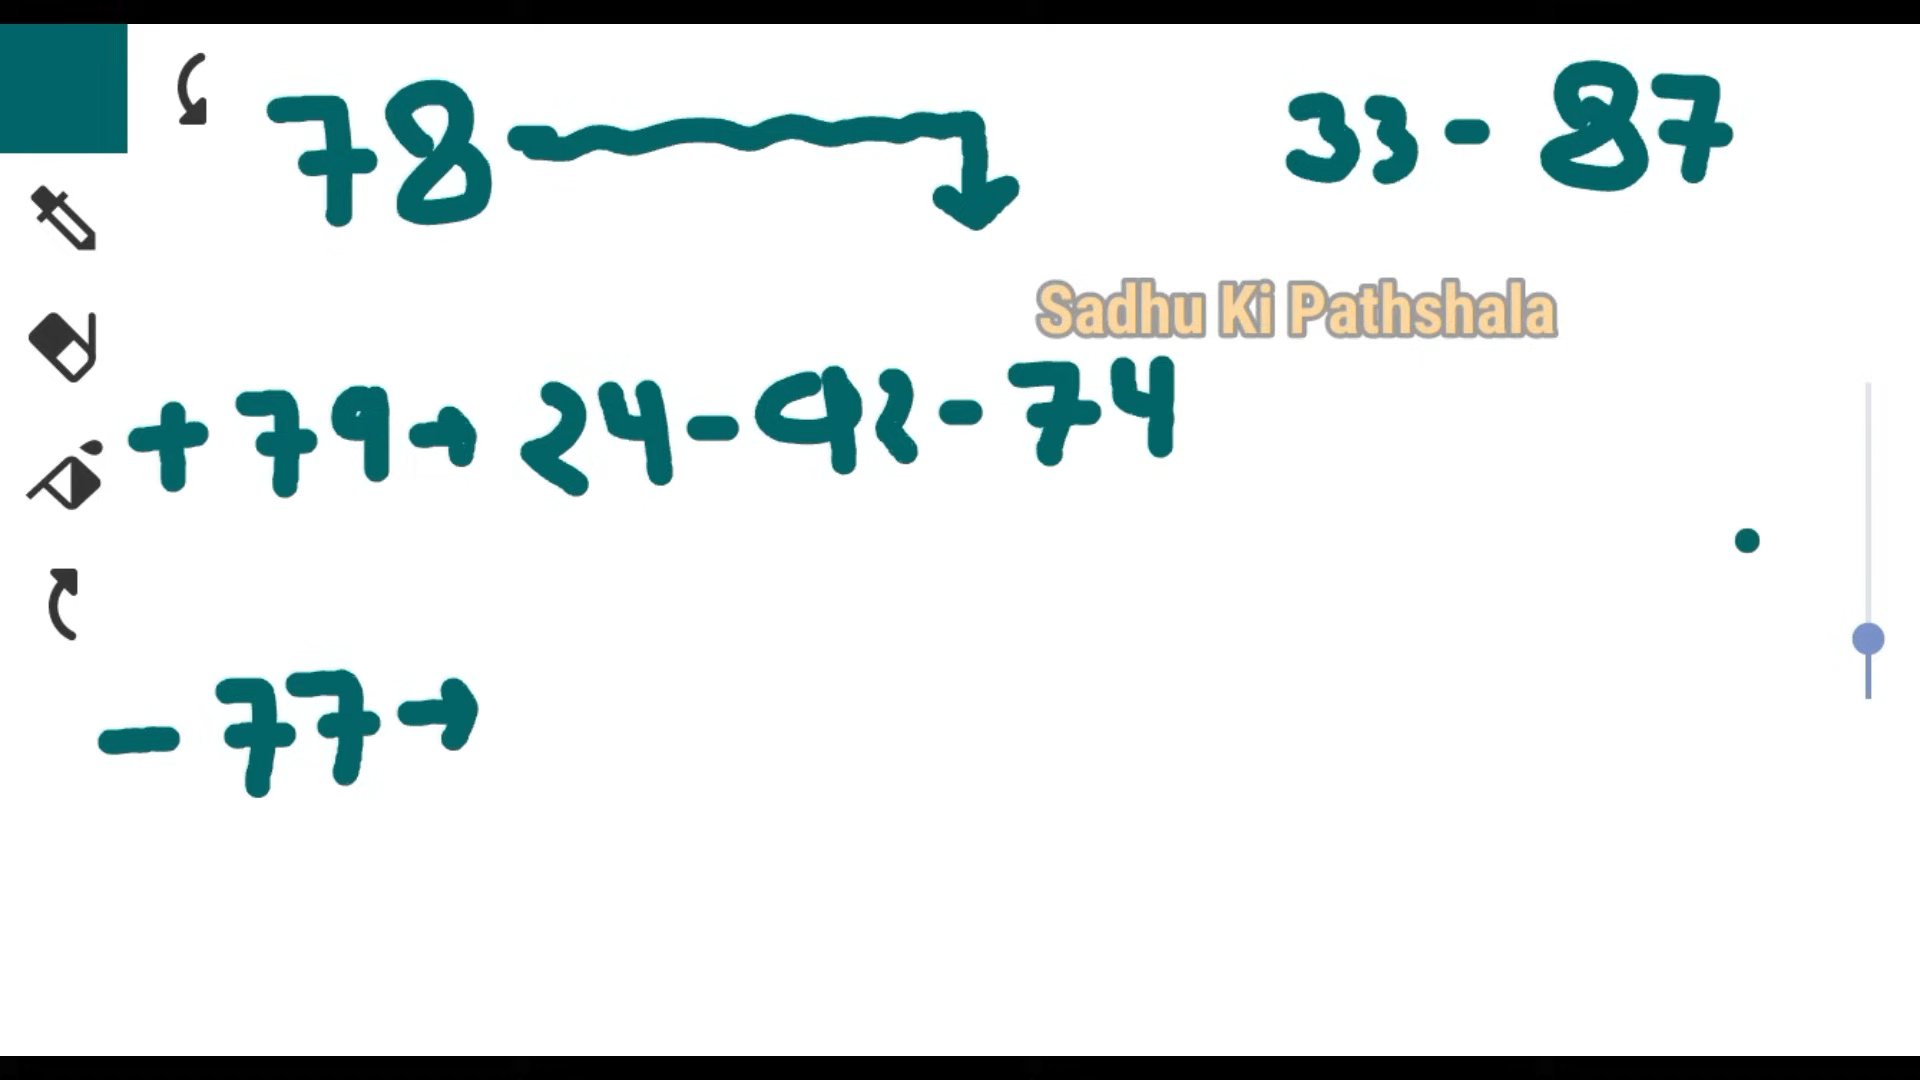 78 → 33 - 87
Sadhu Ki Pathshala
+ 79 → 24 - 92 - 74
- 77 →